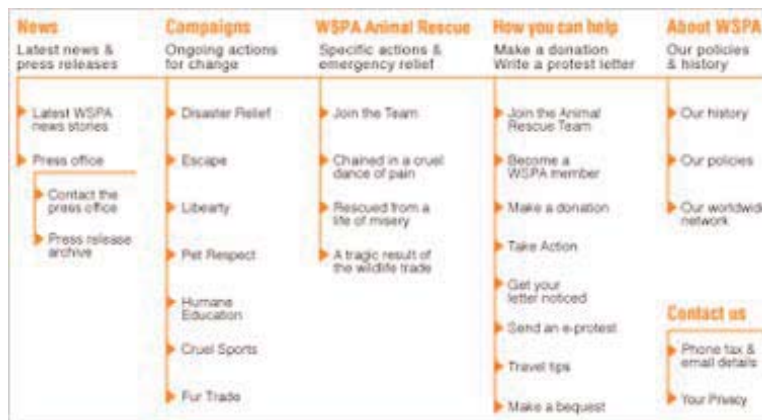 News
Latest news &
press releases
Latest WSPA
news stories
Press office
Contact the
press office
Press release
archive
Campaigns
Ongoing actions
for change
Disaster Relief
Escape
Libearty
Pet Respect
Humane
Education
Cruel Sports
Fur Trade
WSPA Animal Rescue
Specific actions &
emergency relief
Join the Team
Chained in a cruel
dance of pain
Rescued from a
life of misery
A tragic result of
the wildlife trade
How you can help
Make a donation
Write a protest letter
Join the Animal
Rescue Team
Become a
WSPA member
Make a donation
Take Action
Get your
letter noticed
Send an e-protest
Travel tips
Make a bequest
About WSPA
Our policies
& history
Our history
Our policies
Our worldwide
network
Contact us
Phone fax &
email details
Your Privacy